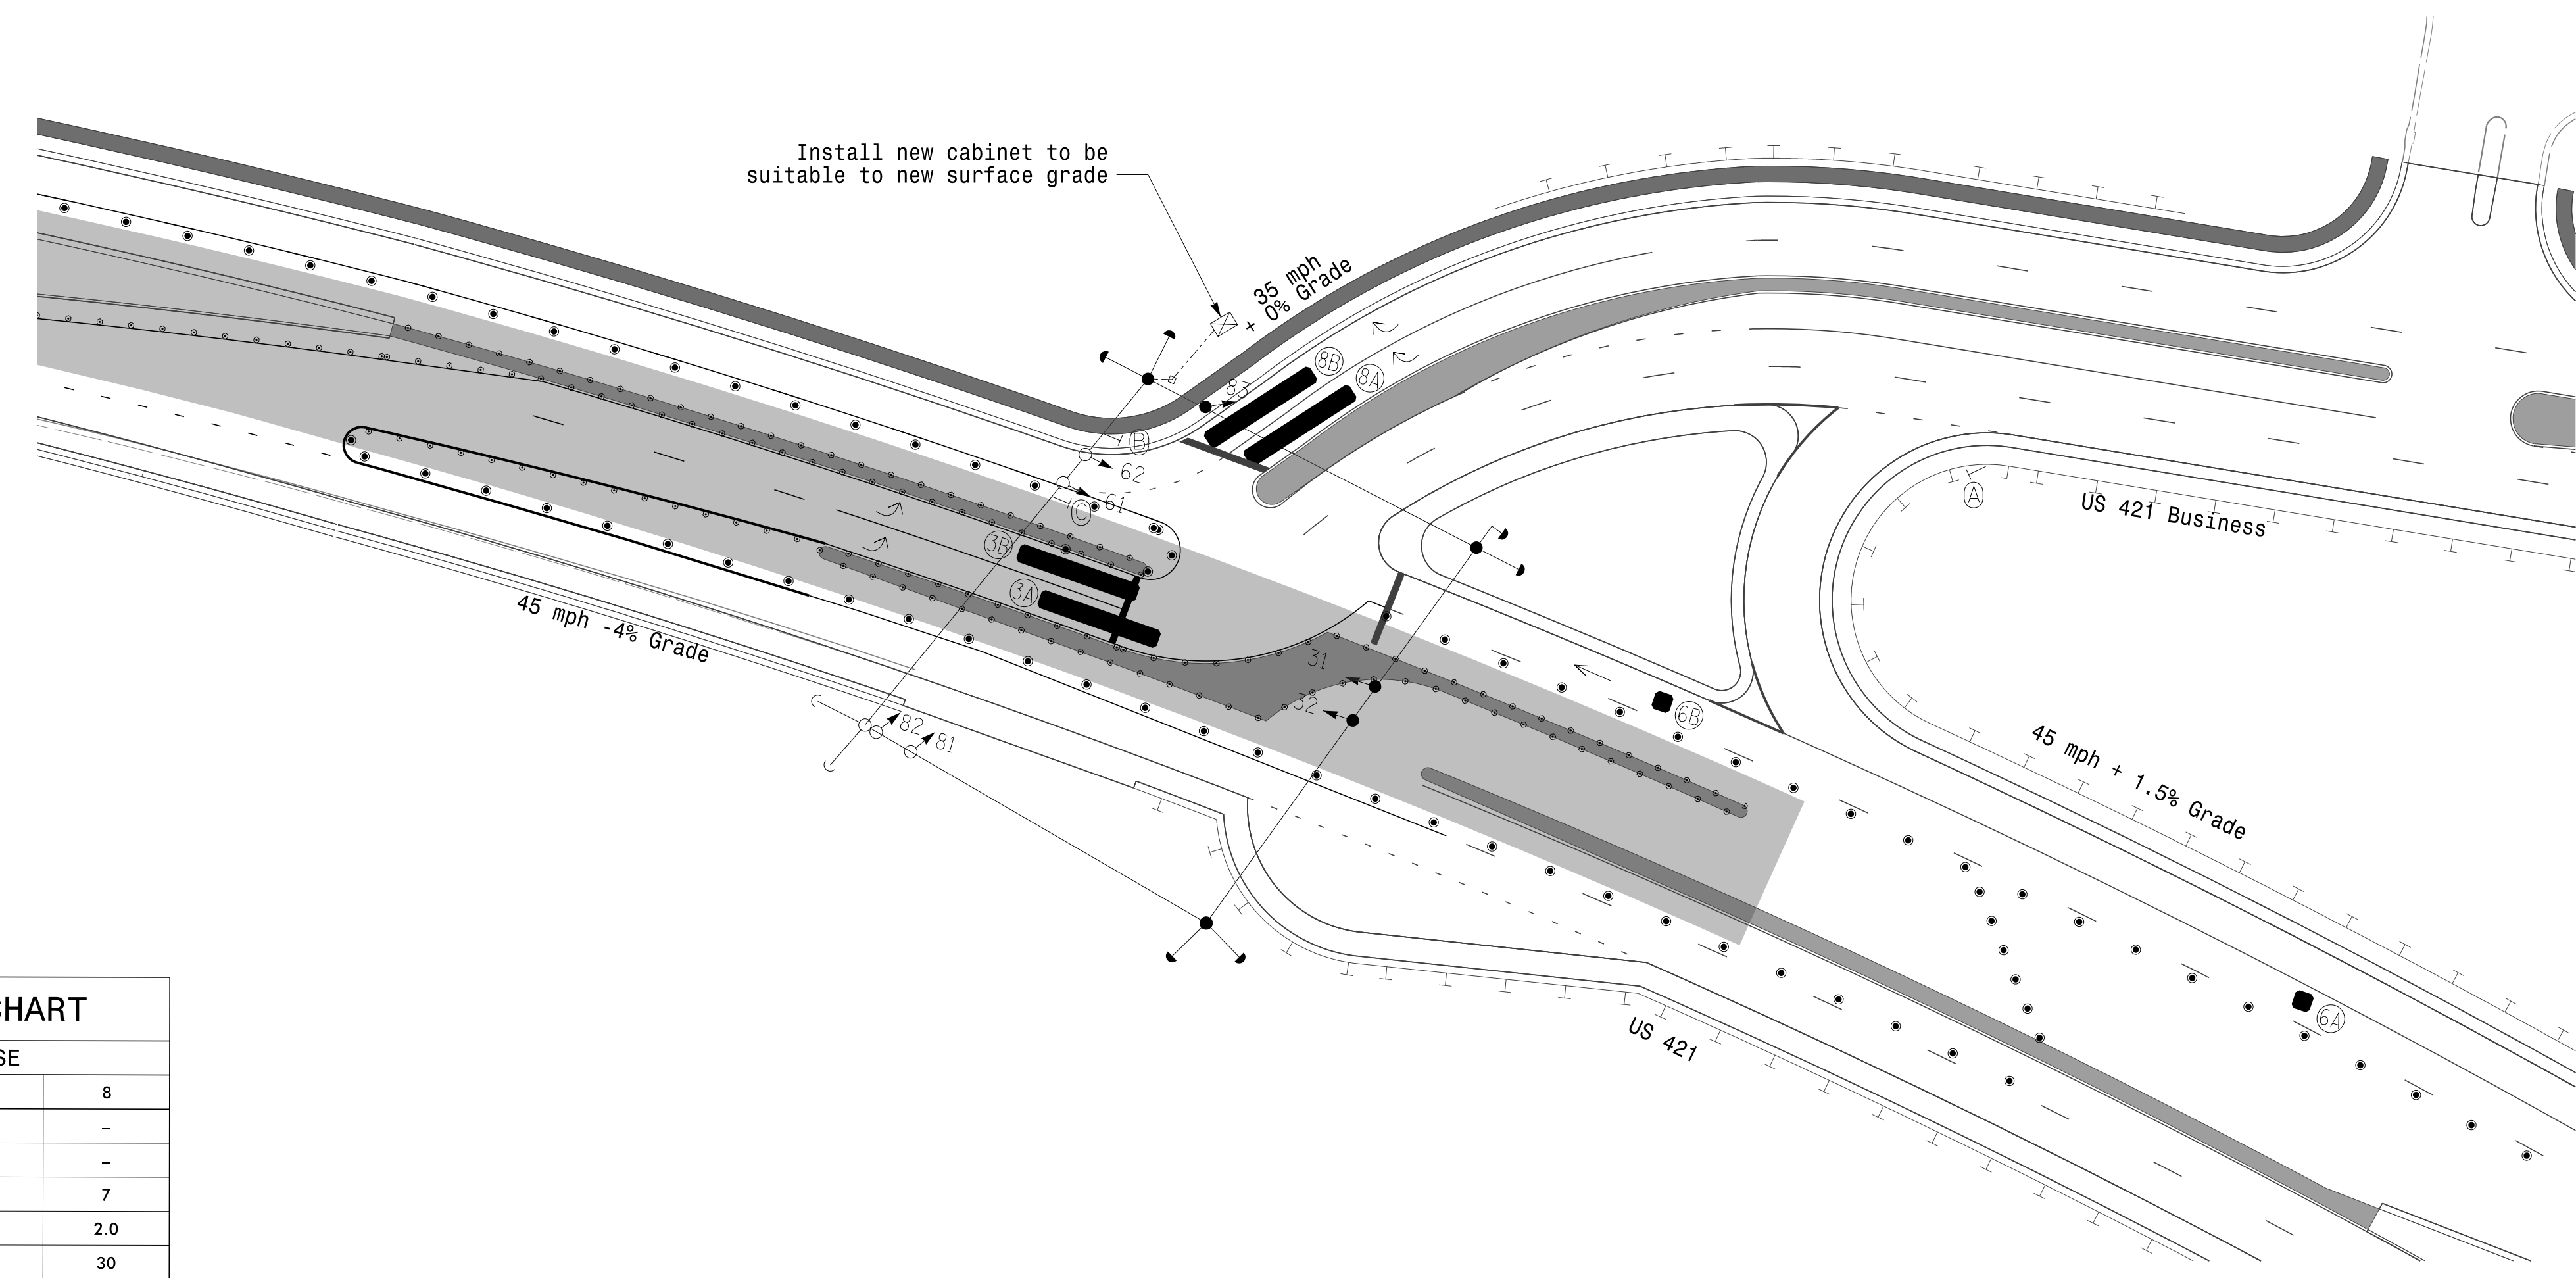 Install new cabinet to be
suitable to new surface grade
35 mph
+ 0% Grade
8B
8A
83
B
62
61
C
3B
3A
A
US 421 Business
45 mph -4% Grade
31
32
6B
82
81
45 mph + 1.5% Grade
US 421
6A
CHART
SE
8
–
–
7
2.0
30